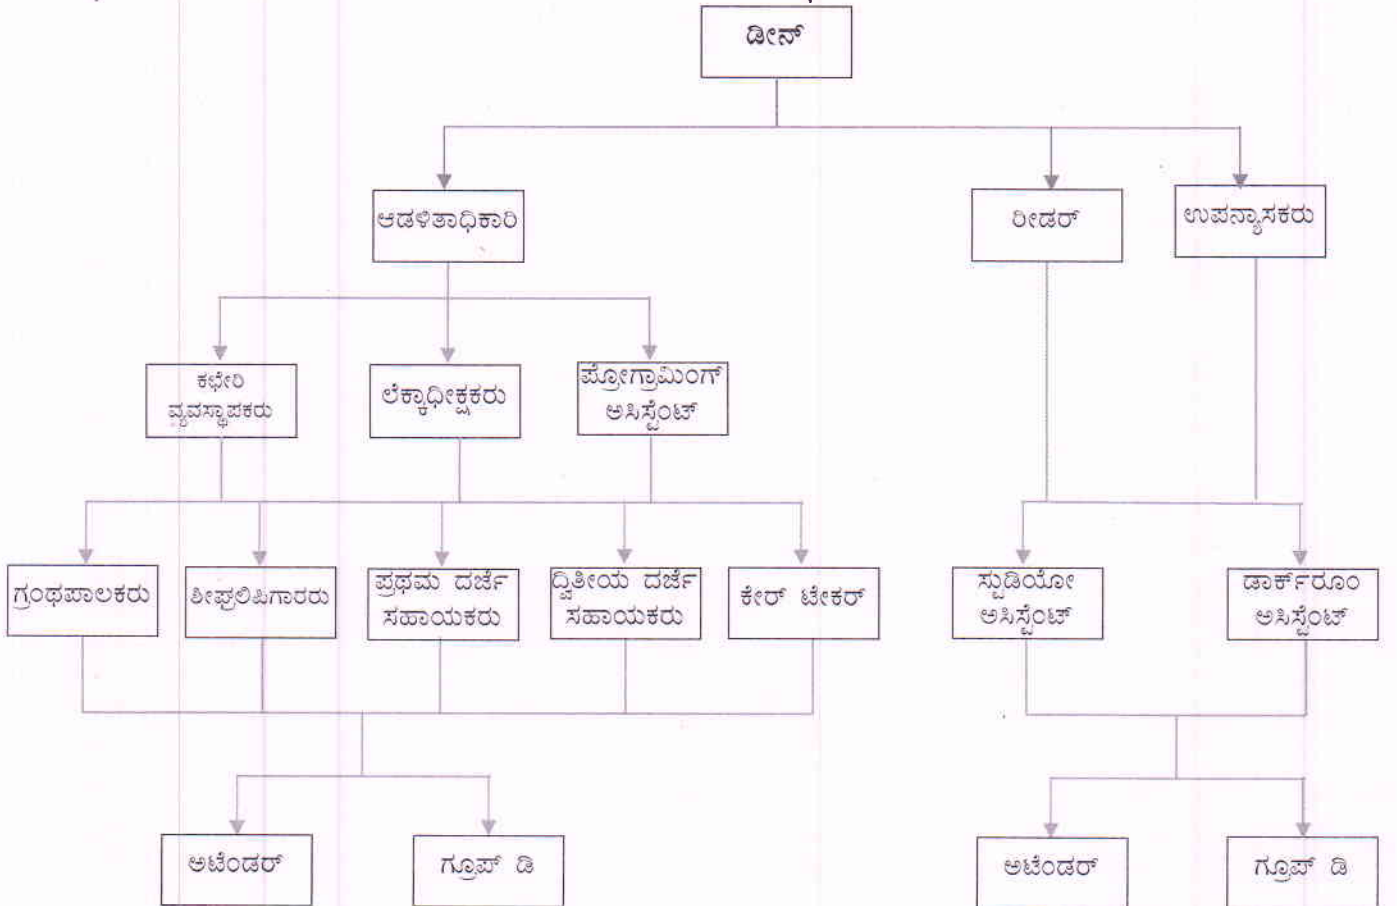 ಡೀನ್
ಆಡಳಿತಾಧಿಕಾರಿ
ರೀಡರ್
ಉಪನ್ಯಾಸಕರು
ಕಛೇರಿ
ವ್ಯವಸ್ಥಾಪಕರು
ಲೆಕ್ಕಾಧೀಕ್ಷಕರು
ಪ್ರೋಗ್ರಾಮಿಂಗ್
ಅಸಿಸ್ಟೆಂಟ್
ಗ್ರಂಥಪಾಲಕರು
ಶೀಘ್ರಲಿಪಿಗಾರರು
ಪ್ರಥಮ ದರ್ಜೆ
ಸಹಾಯಕರು
ದ್ವಿತೀಯ ದರ್ಜೆ
ಸಹಾಯಕರು
ಕೇರ್ ಟೇಕರ್
ಸ್ಟುಡಿಯೋ
ಅಸಿಸ್ಟೆಂಟ್
ಡಾರ್ಕ್‌ರೂಂ
ಅಸಿಸ್ಟೆಂಟ್
ಅಟೆಂಡರ್
ಗ್ರೂಪ್ ಡಿ
ಅಟೆಂಡರ್
ಗ್ರೂಪ್ ಡಿ